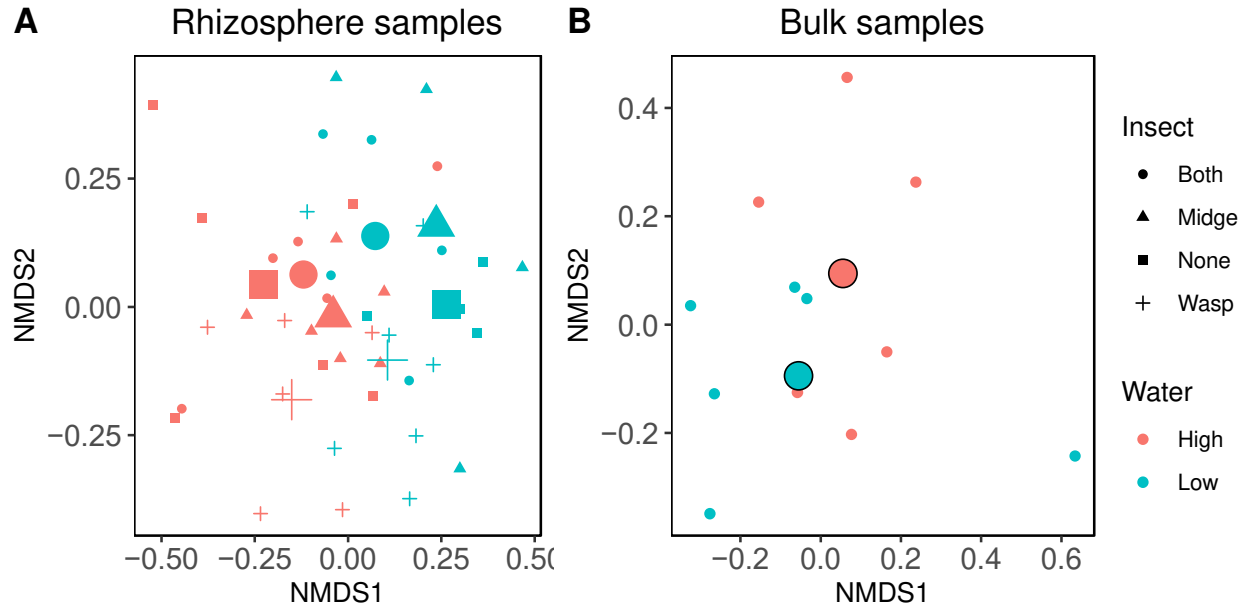 A Rhizosphere samples
NMDS2
0.25
0.00
−0.25
−0.50 −0.25 0.00 0.25 0.50
NMDS1
B Bulk samples
NMDS2
0.4
0.2
0.0
−0.2
−0.2 0.0 0.2 0.4 0.6
NMDS1
Insect
Both
Midge
None
Wasp
Water
High
Low